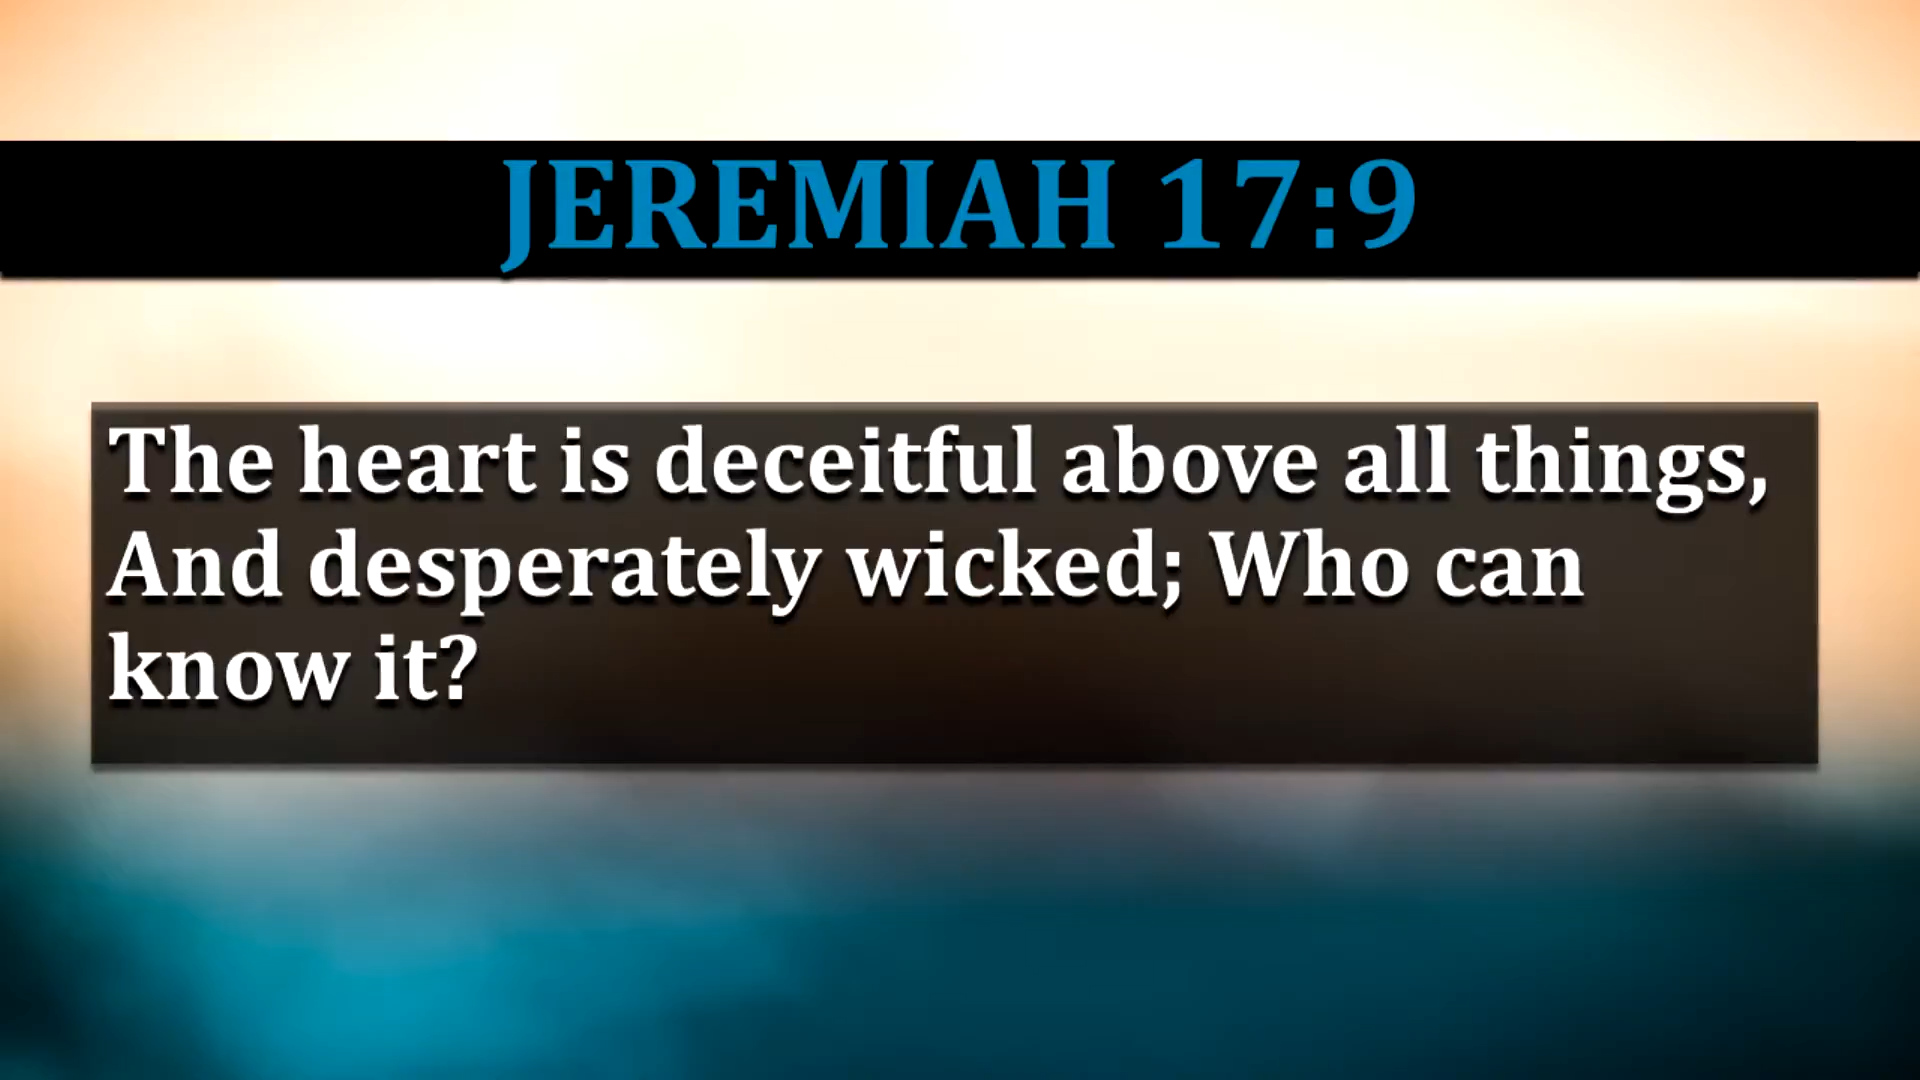 JEREMIAH 17:9
The heart is deceitful above all things,
And desperately wicked; Who can
know it?